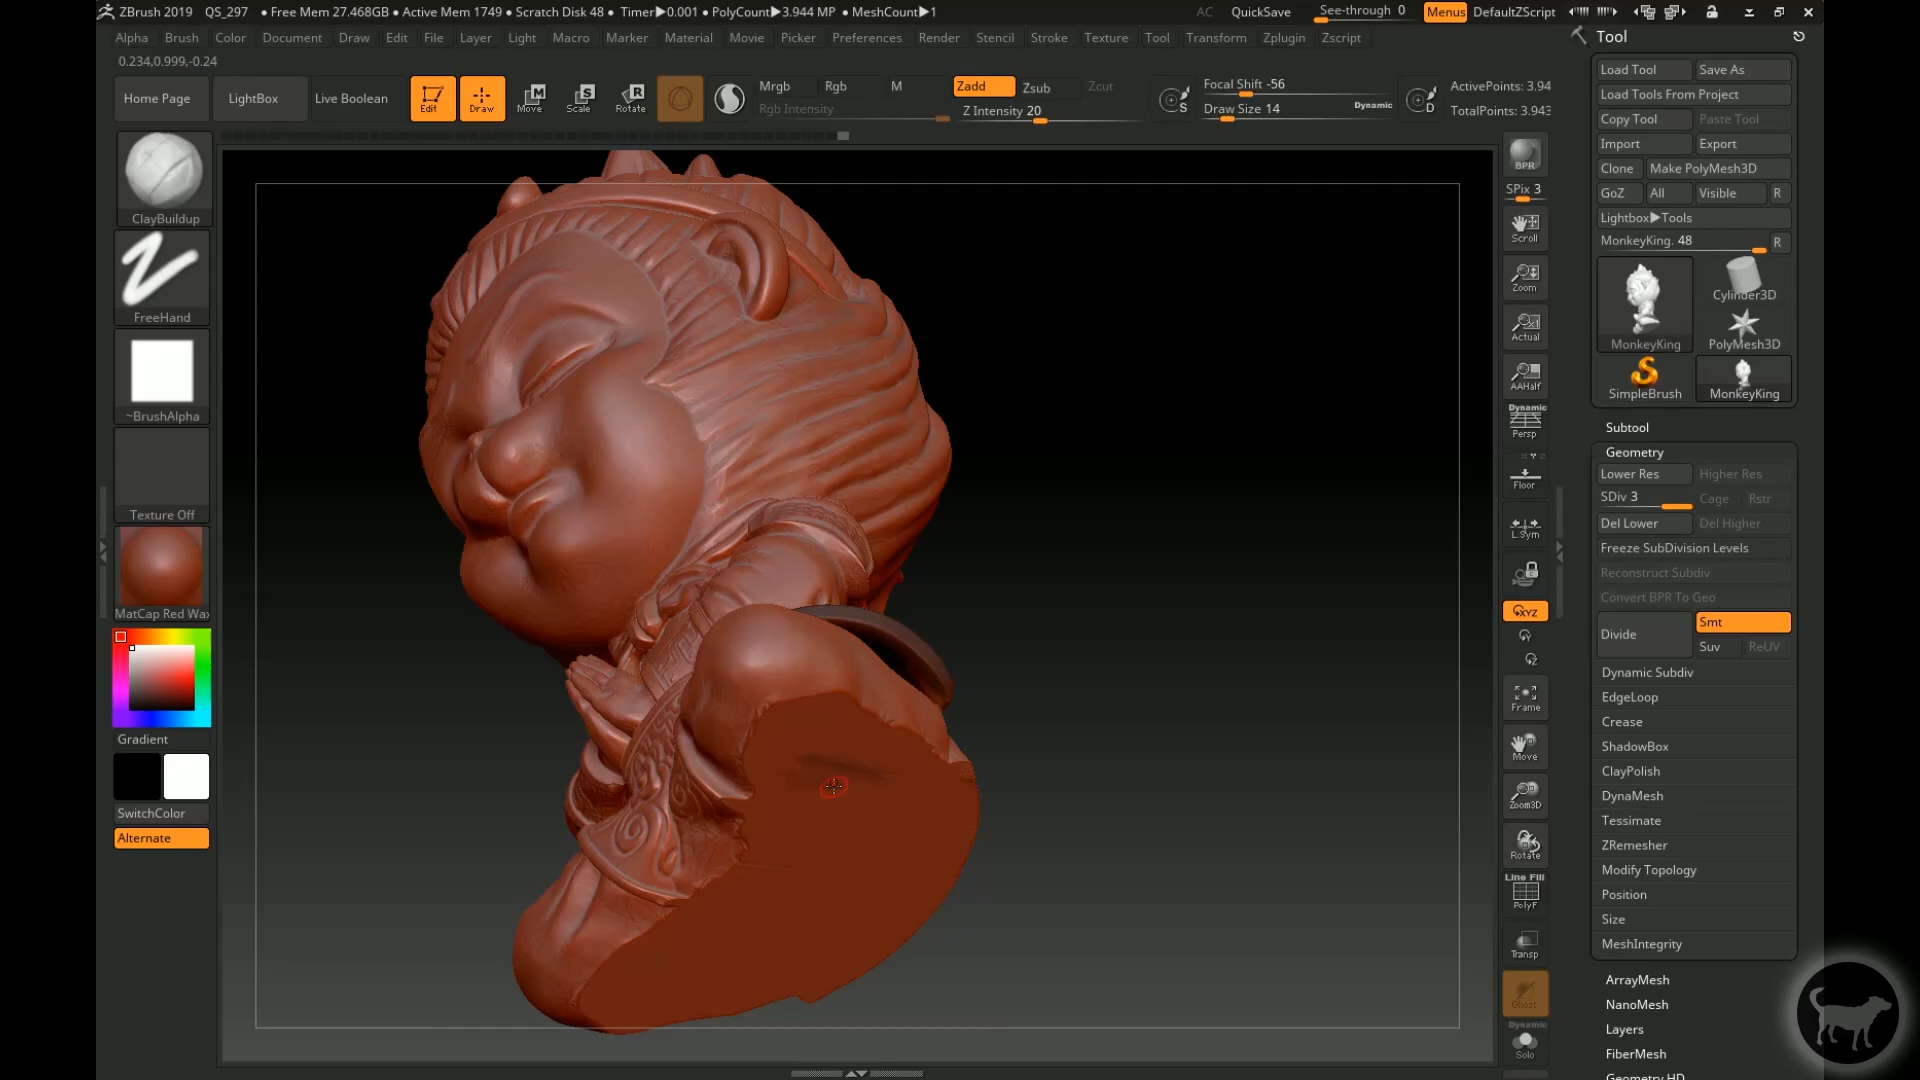 ZBrush 2019 QS_297 ● Free Mem 27.468GB ● Active Mem 1749 ● Scratch Disk 48 ● Timer▶0.001 ● PolyCount▶3.944 MP ● MeshCount▶1 AC QuickSave See-through 0 Menus DefaultZScript
Alpha Brush Color Document Draw Edit File Layer Light Macro Marker Material Movie Picker Preferences Render Stencil Stroke Texture Tool Transform Zplugin Zscript
0.234,0.999,-0.24
Home Page LightBox Live Boolean Edit Draw Move Scale Rotate
Mrgb Rgb M Zadd Zsub Zcut
Rgb Intensity Z Intensity 20
Focal Shift -56
Draw Size 14 Dynamic
ActivePoints: 3.94
TotalPoints: 3.943
ClayBuildup
FreeHand
~BrushAlpha
Texture Off
MatCap Red Wax
Gradient
SwitchColor
Alternate
BPR
SPix 3
Scroll
Zoom
Actual
AAHalf
Dynamic
Persp
Floor
L.Sym
XYZ
Y
Z
Frame
Move
Zoom3D
Rotate
Line Fill
PolyF
Transp
Ghost
Dynamic
Solo
Tool
Load Tool Save As
Load Tools From Project
Copy Tool Paste Tool
Import Export
Clone Make PolyMesh3D
GoZ All Visible R
Lightbox▶Tools
MonkeyKing. 48 R
MonkeyKing Cylinder3D
PolyMesh3D
SimpleBrush MonkeyKing
Subtool
Geometry
Lower Res Higher Res
SDiv 3 Cage Rstr
Del Lower Del Higher
Freeze SubDivision Levels
Reconstruct Subdiv
Convert BPR To Geo
Divide Smt
Suv ReUV
Dynamic Subdiv
EdgeLoop
Crease
ShadowBox
ClayPolish
DynaMesh
Tessimate
ZRemesher
Modify Topology
Position
Size
MeshIntegrity
ArrayMesh
NanoMesh
Layers
FiberMesh
Geometry HD